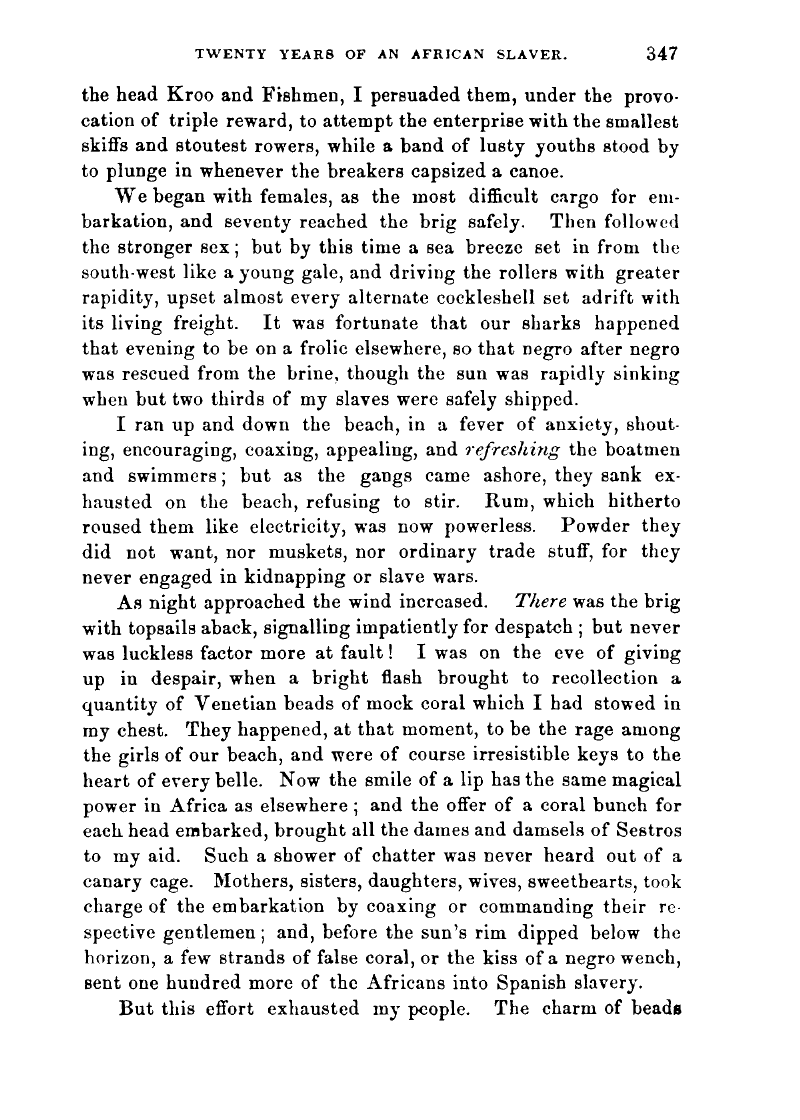 TWENTY YEARS OF AN AFRICAN SLAVER. 347
the head Kroo and Fishmen, I persuaded them, under the provo-
cation of triple reward, to attempt the enterprise with the smallest
skiffs and stoutest rowers, while a band of lusty youths stood by
to plunge in whenever the breakers capsized a canoe.
We began with females, as the most difficult cargo for em-
barkation, and seventy reached the brig safely. Then followed
the stronger sex; but by this time a sea breeze set in from the
south-west like a young gale, and driving the rollers with greater
rapidity, upset almost every alternate cockleshell set adrift with
its living freight. It was fortunate that our sharks happened
that evening to be on a frolic elsewhere, so that negro after negro
was rescued from the brine, though the sun was rapidly sinking
when but two thirds of my slaves were safely shipped.
I ran up and down the beach, in a fever of anxiety, shout-
ing, encouraging, coaxing, appealing, and refreshing the boatmen
and swimmers; but as the gangs came ashore, they sank ex-
hausted on the beach, refusing to stir. Rum, which hitherto
roused them like electricity, was now powerless. Powder they
did not want, nor muskets, nor ordinary trade stuff, for they
never engaged in kidnapping or slave wars.
As night approached the wind increased. There was the brig
with topsails aback, signalling impatiently for despatch; but never
was luckless factor more at fault! I was on the eve of giving
up in despair, when a bright flash brought to recollection a
quantity of Venetian beads of mock coral which I had stowed in
my chest. They happened, at that moment, to be the rage among
the girls of our beach, and were of course irresistible keys to the
heart of every belle. Now the smile of a lip has the same magical
power in Africa as elsewhere; and the offer of a coral bunch for
each head embarked, brought all the dames and damsels of Sestros
to my aid. Such a shower of chatter was never heard out of a
canary cage. Mothers, sisters, daughters, wives, sweethearts, took
charge of the embarkation by coaxing or commanding their re-
spective gentlemen; and, before the sun's rim dipped below the
horizon, a few strands of false coral, or the kiss of a negro wench,
sent one hundred more of the Africans into Spanish slavery.
But this effort exhausted my people. The charm of beads